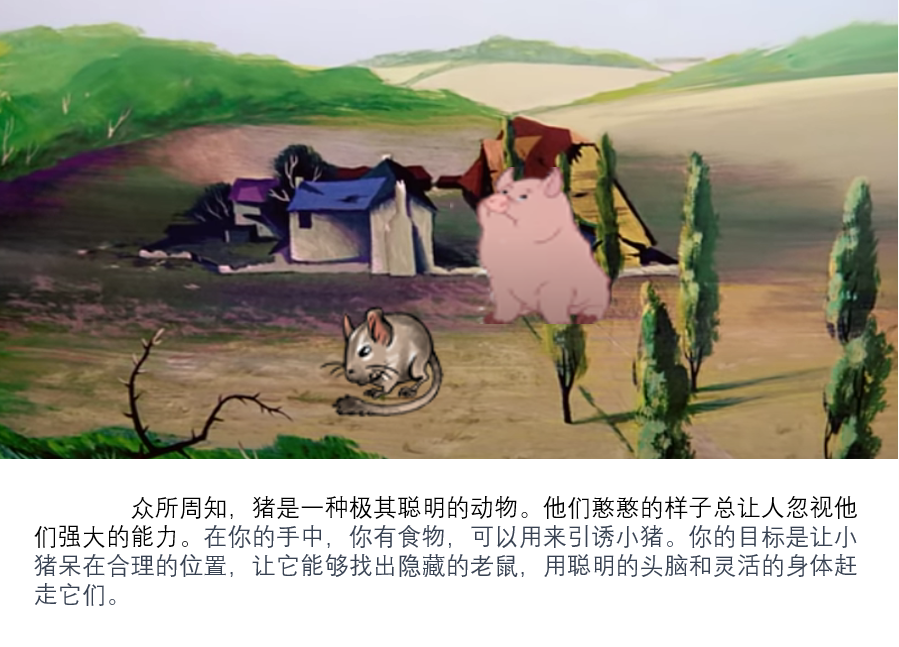 众所周知，猪是一种极其聪明的动物。他们憨憨的样子总让人忽视他
们强大的能力。在你的手中，你有食物，可以用来引诱小猪。你的目标是让小
猪呆在合理的位置，让它能够找出隐藏的老鼠，用聪明的头脑和灵活的身体赶
走它们。